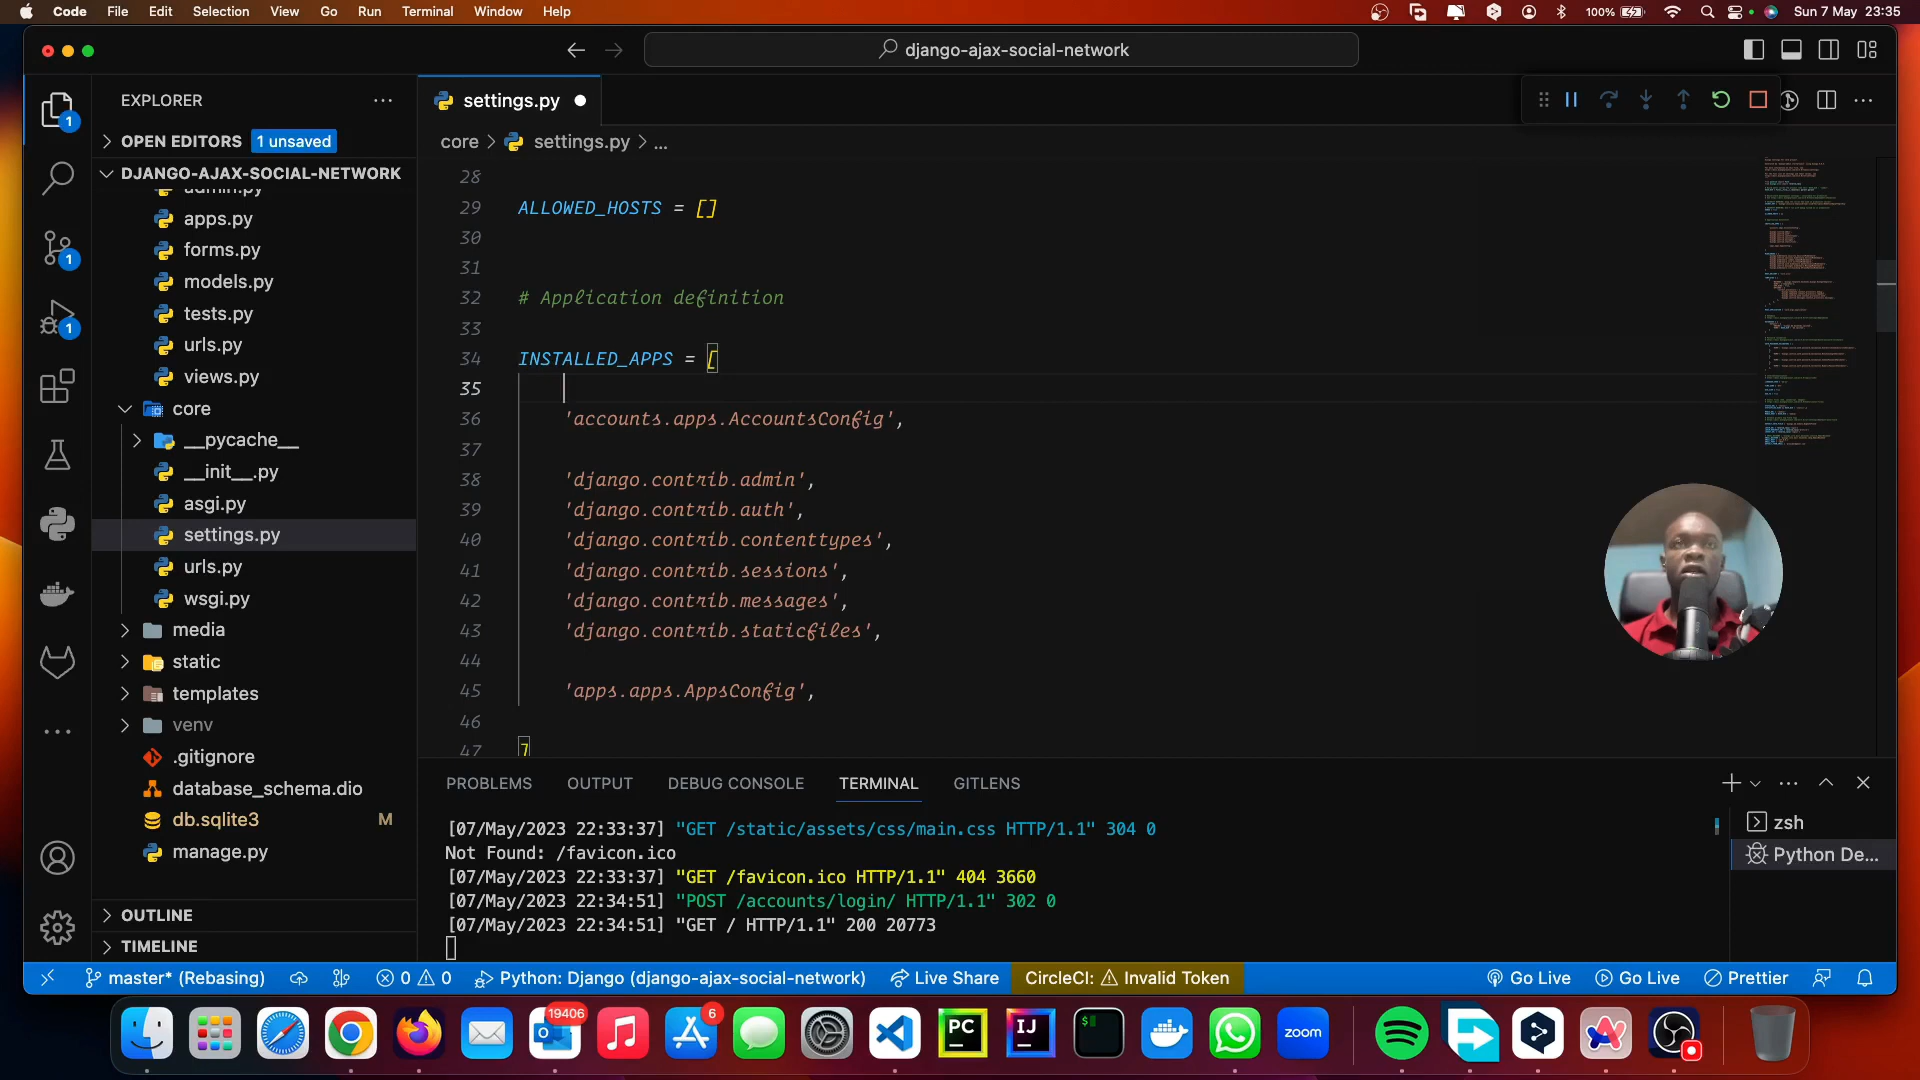 Code File Edit Selection View Go Run Terminal Window Help 100% Sun 7 May 23:35
django-ajax-social-network
EXPLORER
OPEN EDITORS 1 unsaved
DJANGO-AJAX-SOCIAL-NETWORK
admin.py
apps.py
forms.py
models.py
tests.py
urls.py
views.py
core
__pycache__
__init__.py
asgi.py
settings.py
urls.py
wsgi.py
media
static
templates
venv
.gitignore
database_schema.dio
db.sqlite3 M
manage.py
OUTLINE
TIMELINE
1
1
1
settings.py
core > settings.py > ...
28
29 ALLOWED_HOSTS = []
30
31
32 # Application definition
33
34 INSTALLED_APPS = [
35
36 'accounts.apps.AccountsConfig',
37
38 'django.contrib.admin',
39 'django.contrib.auth',
40 'django.contrib.contenttypes',
41 'django.contrib.sessions',
42 'django.contrib.messages',
43 'django.contrib.staticfiles',
44
45 'apps.apps.AppsConfig',
46
47 ]
PROBLEMS OUTPUT DEBUG CONSOLE TERMINAL GITLENS
[07/May/2023 22:33:37] "GET /static/assets/css/main.css HTTP/1.1" 304 0
Not Found: /favicon.ico
[07/May/2023 22:33:37] "GET /favicon.ico HTTP/1.1" 404 3660
[07/May/2023 22:34:51] "POST /accounts/login/ HTTP/1.1" 302 0
[07/May/2023 22:34:51] "GET / HTTP/1.1" 200 20773
zsh
Python De...
master* (Rebasing) 0 0 Python: Django (django-ajax-social-network) Live Share CircleCI: Invalid Token Go Live Go Live Prettier
19406
6
PC
IJ
$
zoom